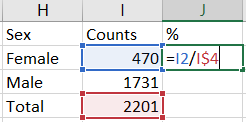 H I J
Sex Counts %
Female 470 =I2/I$4
Male 1731
Total 2201